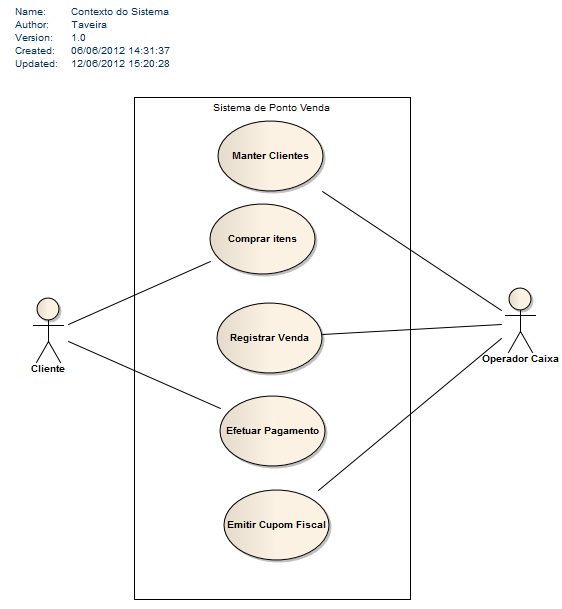 Name: Contexto do Sistema
Author: Taveira
Version: 1.0
Created: 06/06/2012 14:31:37
Updated: 12/06/2012 15:20:28
Sistema de Ponto Venda
Manter Clientes
Comprar itens
Registrar Venda
Cliente
Operador Caixa
Efetuar Pagamento
Emitir Cupom Fiscal